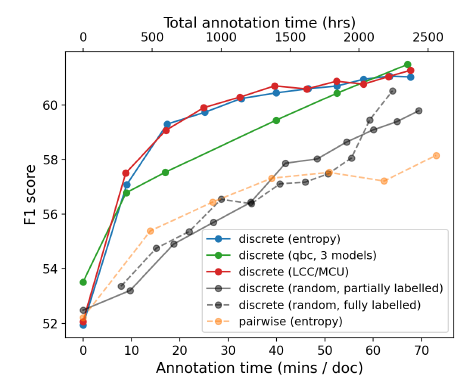 Total annotation time (hrs)
0 500 1000 1500 2000 2500
F1 score
60
58
56
54
52
discrete (entropy)
discrete (qbc, 3 models)
discrete (LCC/MCU)
discrete (random, partially labelled)
discrete (random, fully labelled)
pairwise (entropy)
0 10 20 30 40 50 60 70
Annotation time (mins / doc)